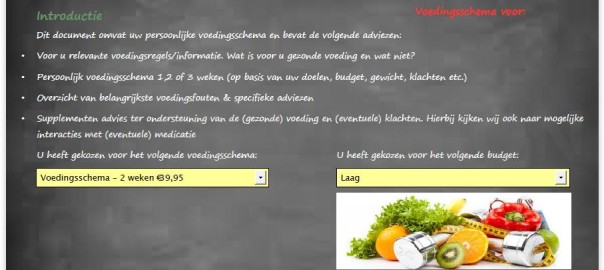 Voedingsschema voor:
Introductie
Dit document omvat uw persoonlijke voedingsschema en bevat de volgende adviezen:
• Voor u relevante voedingsregels/informatie. Wat is voor u gezonde voeding en wat niet?
• Persoonlijk voedingsschema 1,2 of 3 weken (op basis van uw doelen, budget, gewicht, klachten etc.)
• Overzicht van belangrijkste voedingsfouten & specifieke adviezen
• Supplementen advies ter ondersteuning van de (gezonde) voeding en (eventuele) klachten. Hierbij kijken wij ook naar mogelijke
interacties met (eventuele) medicatie
U heeft gekozen voor het volgende voedingsschema:
Voedingsschema - 2 weken €39,95
U heeft gekozen voor het volgende budget:
Laag